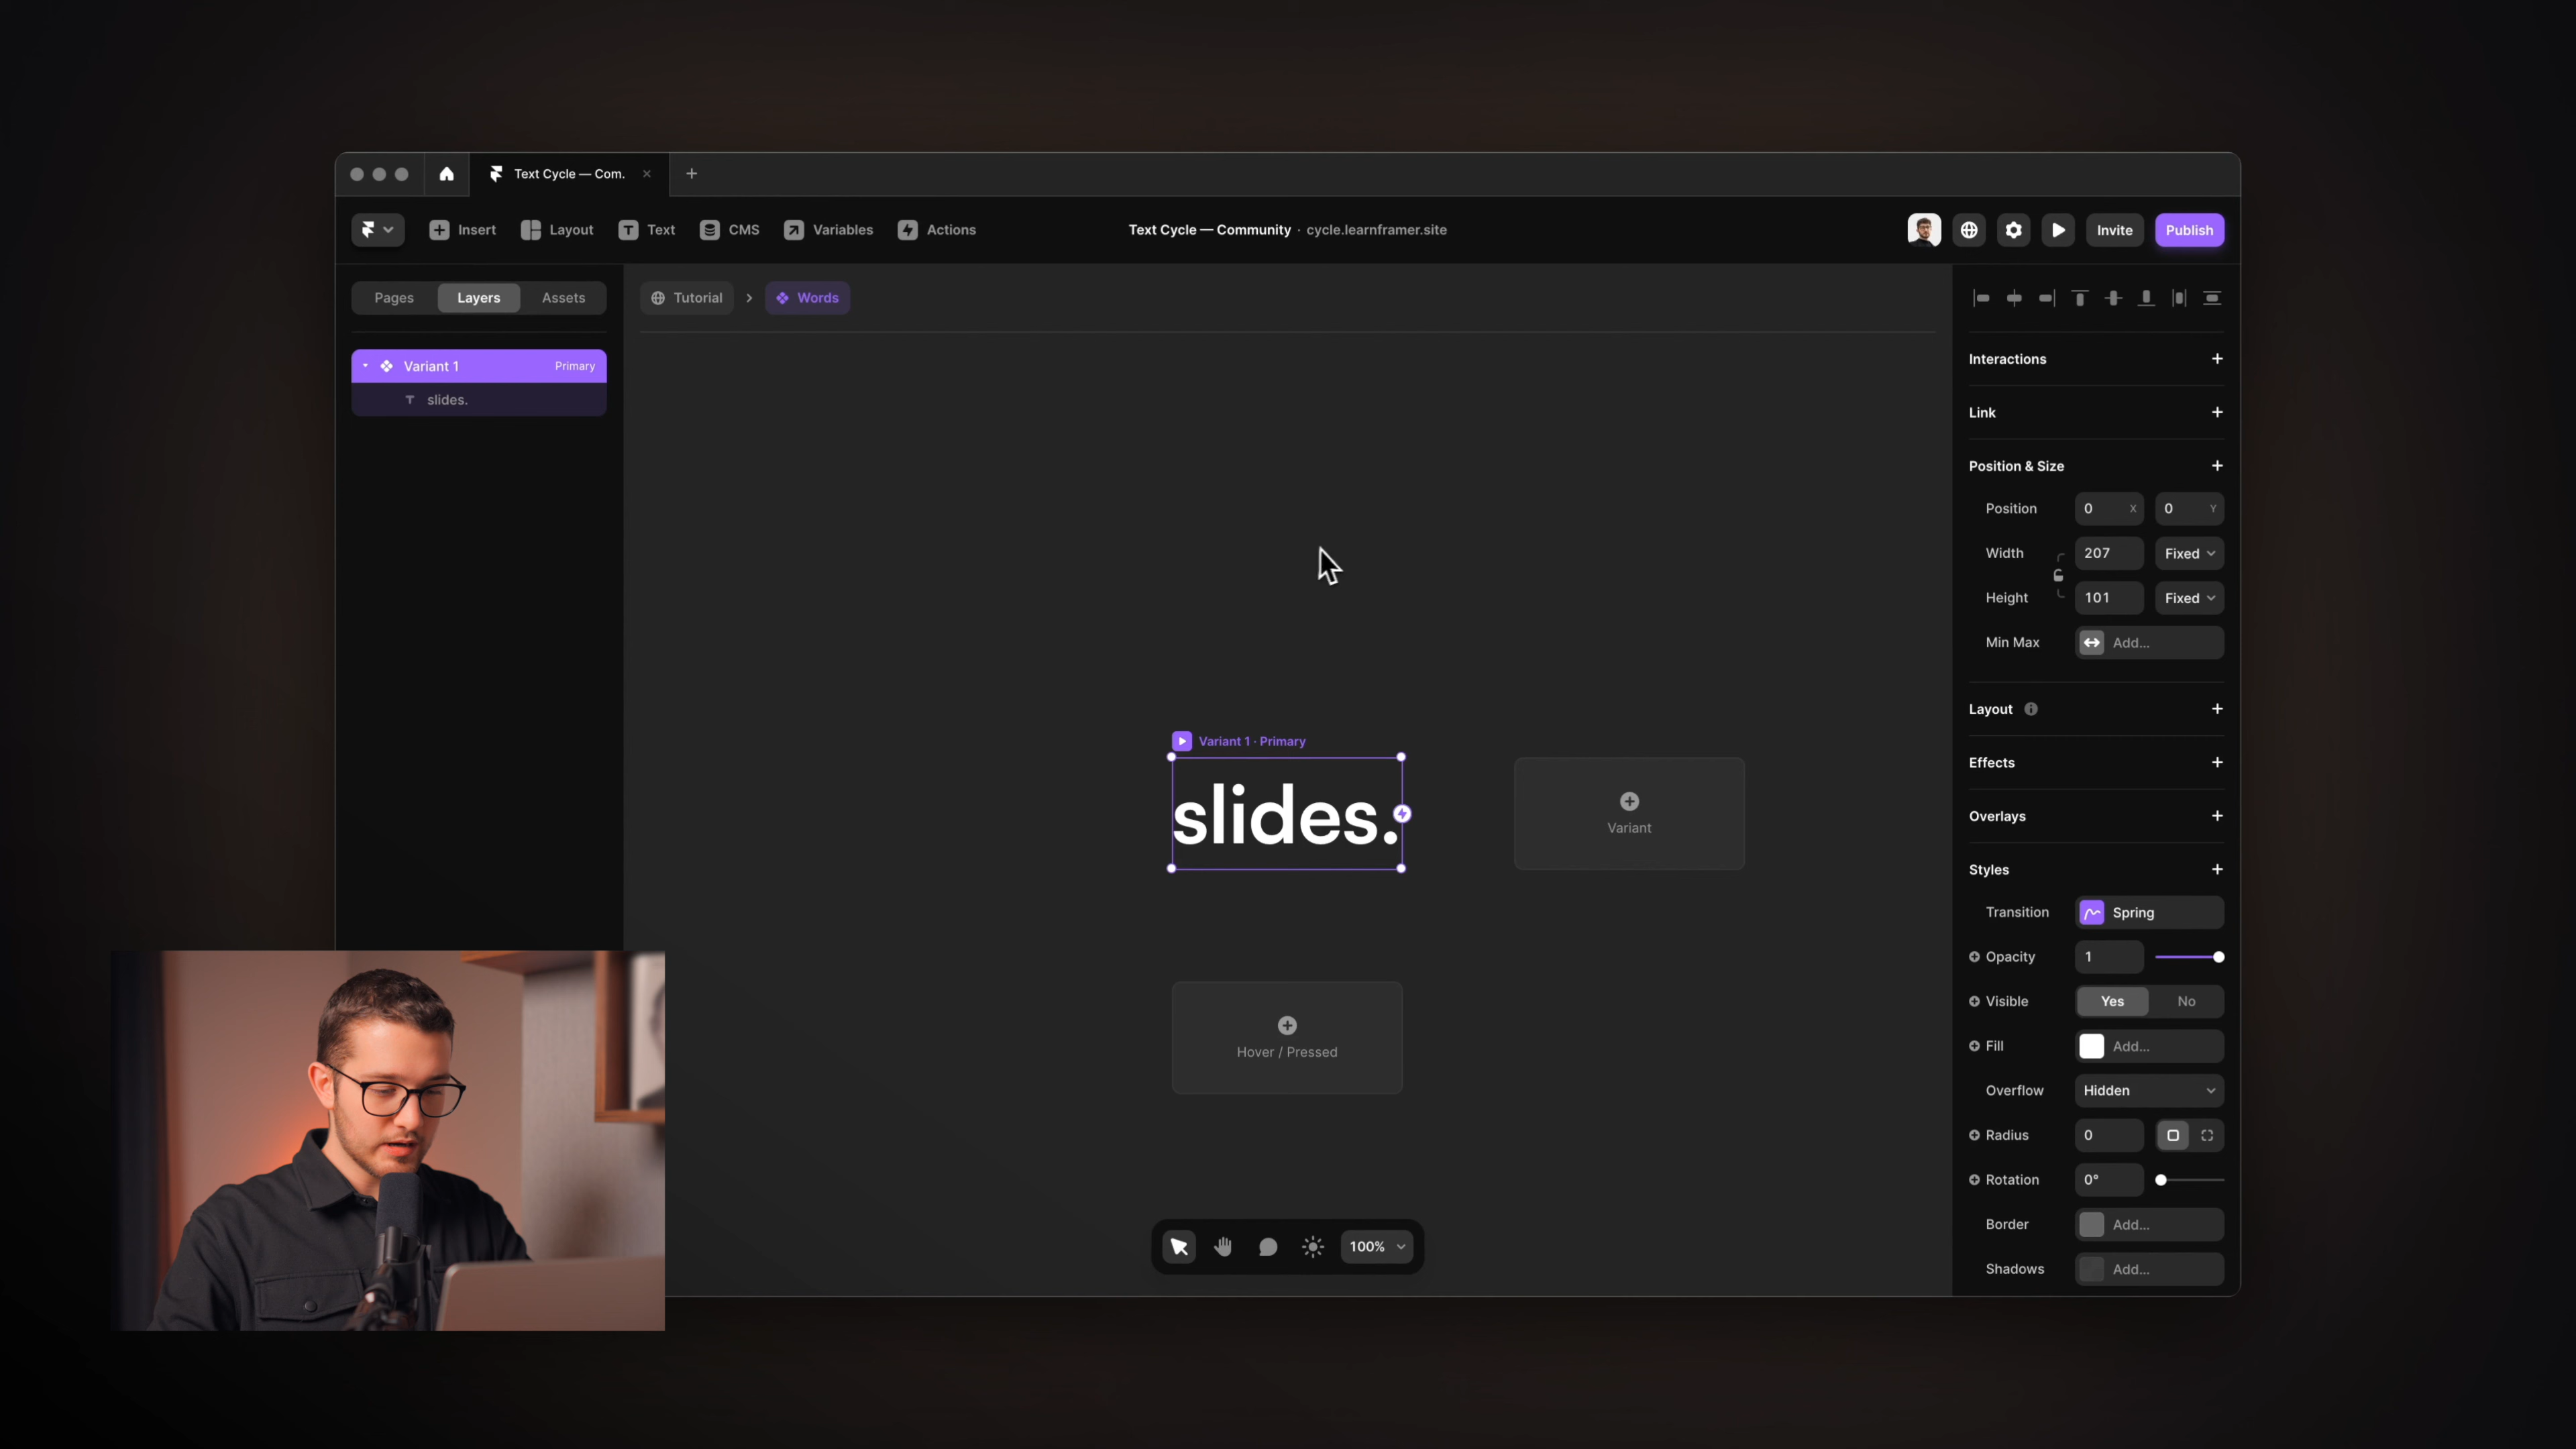 Text Cycle — Com.
Insert
Layout
Text
CMS
Variables
Actions
Text Cycle — Community · cycle.learnframer.site
Invite
Publish
Pages
Layers
Assets
Tutorial
Words
Variant 1
Primary
slides.
Variant 1 · Primary
slides.
Variant
Hover / Pressed
100%
Interactions
Link
Position & Size
Position 0 X 0 Y
Width 207 Fixed
Height 101 Fixed
Min Max Add...
Layout
Effects
Overlays
Styles
Transition Spring
Opacity 1
Visible Yes No
Fill Add...
Overflow Hidden
Radius 0
Rotation 0°
Border Add...
Shadows Add...